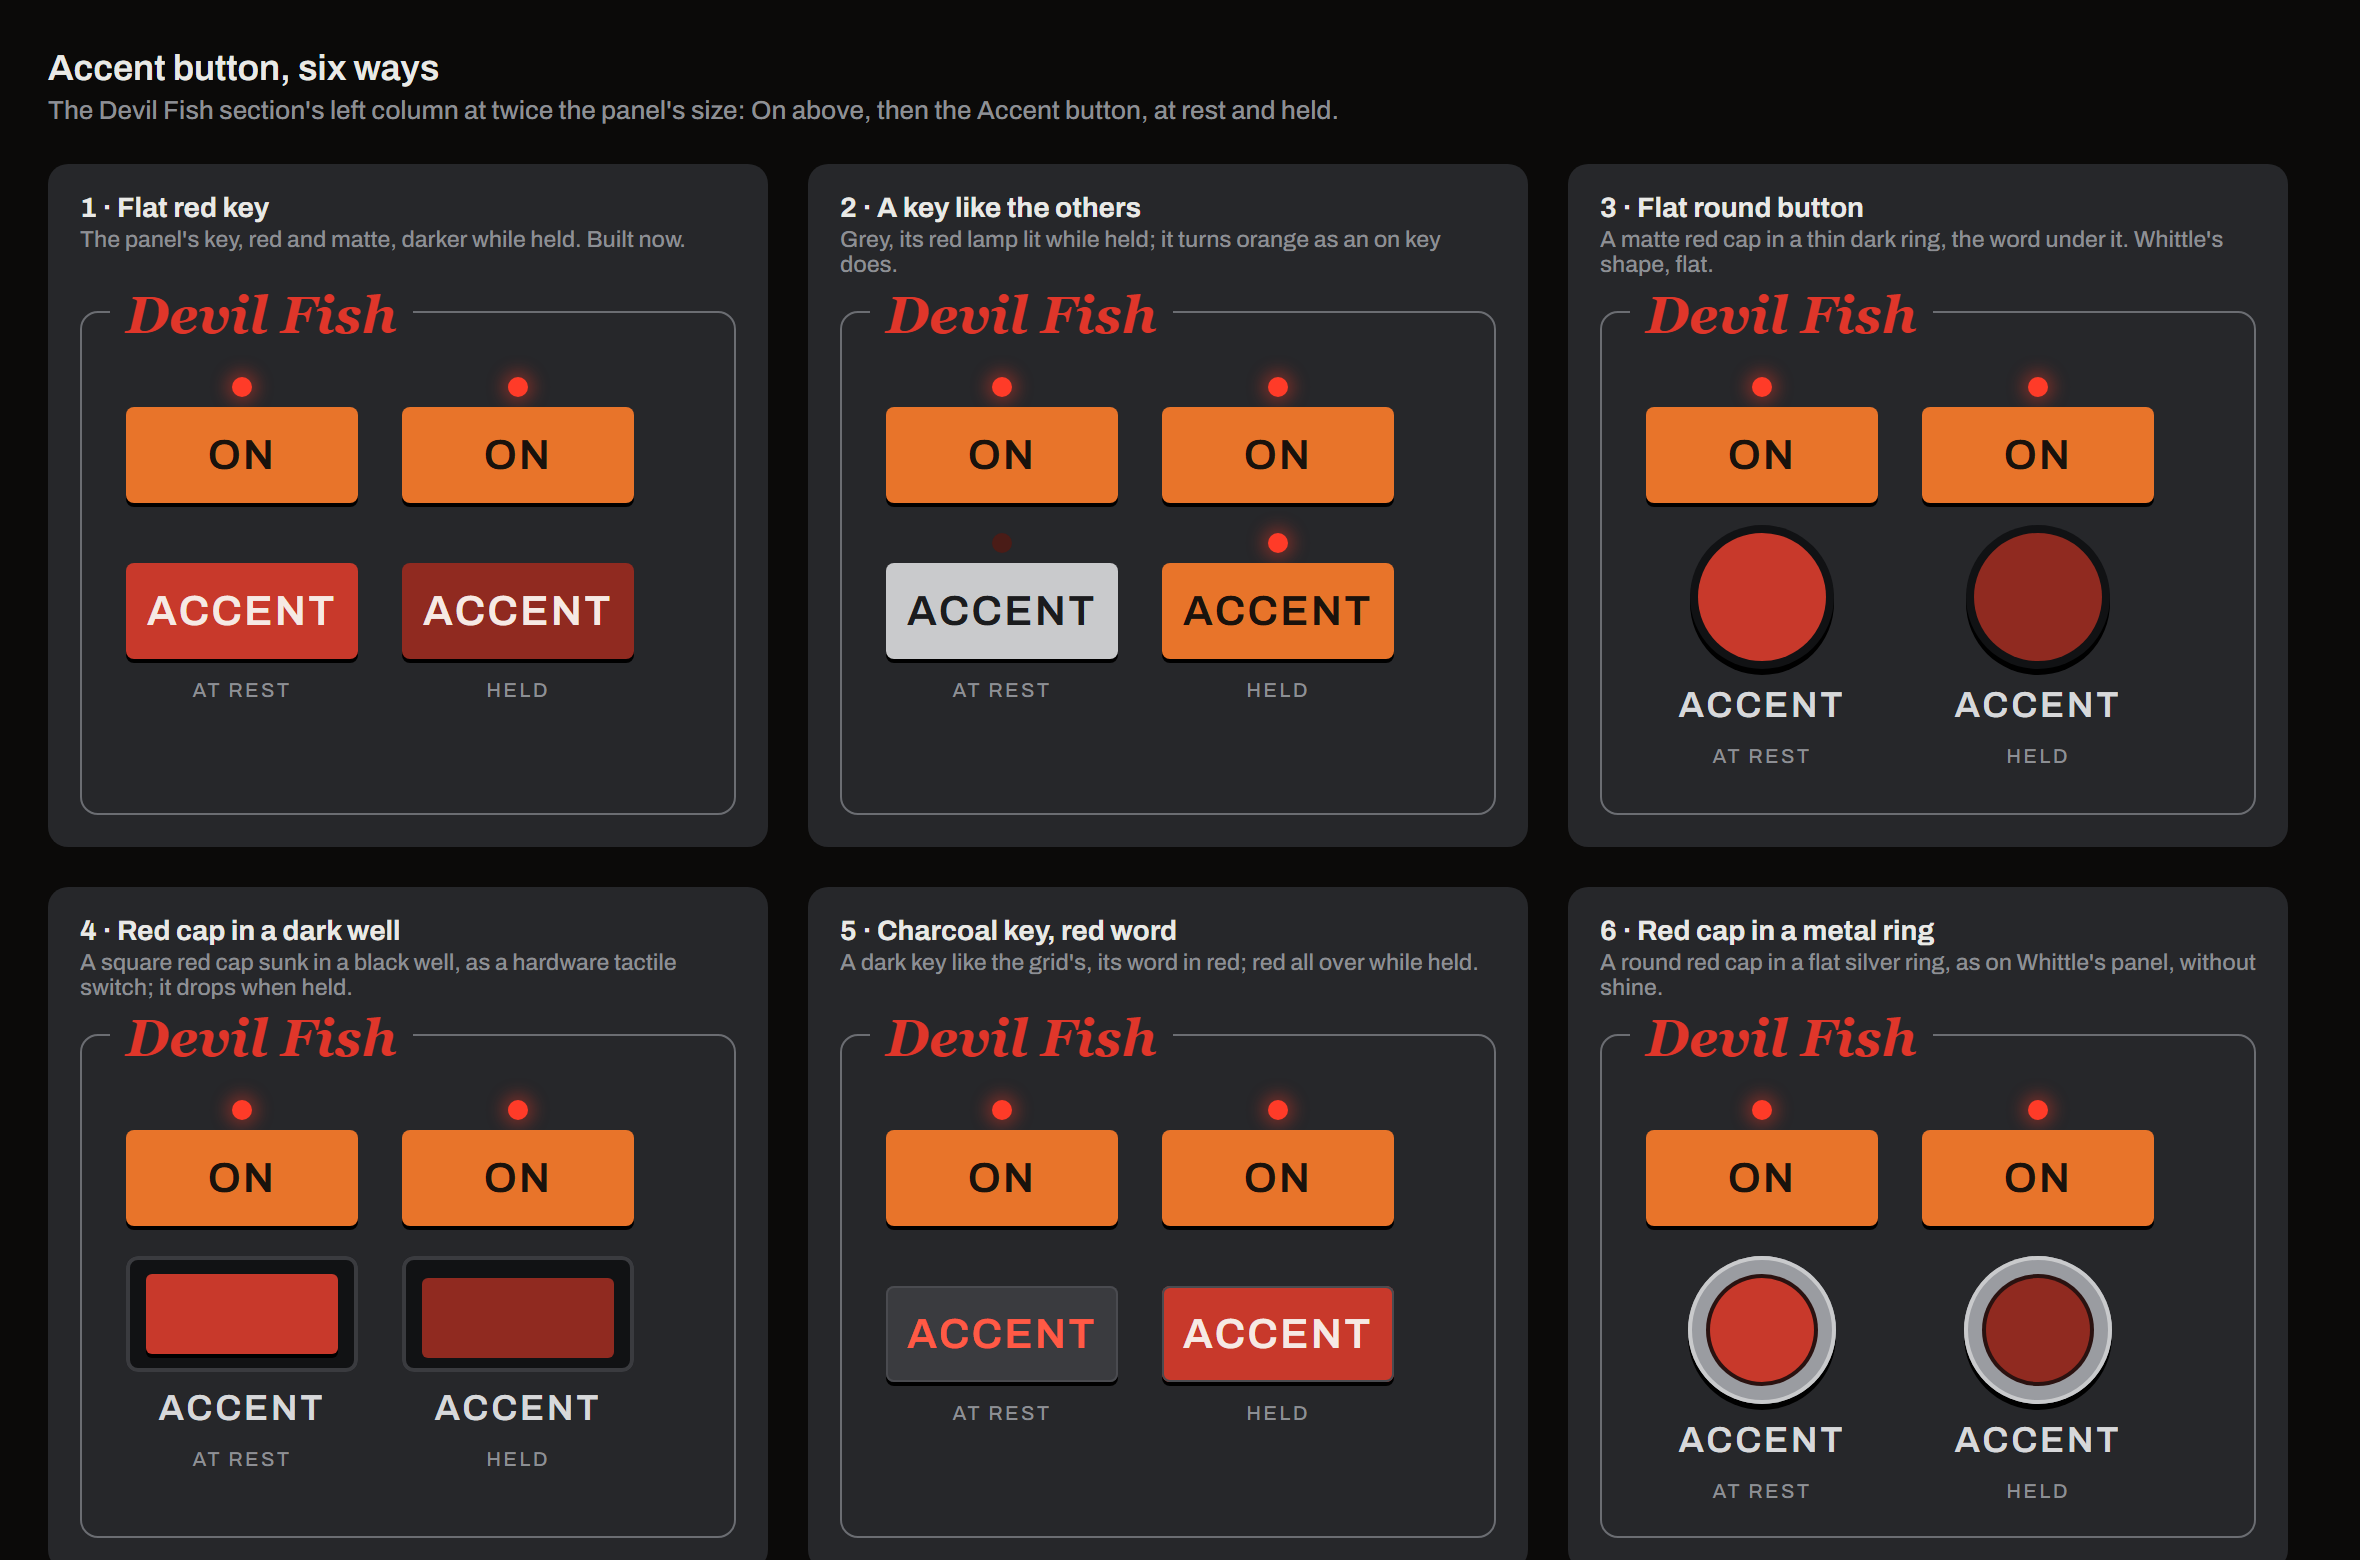 Accent button, six ways
The Devil Fish section's left column at twice the panel's size: On above, then the Accent button, at rest and held.
1 · Flat red key
The panel's key, red and matte, darker while held. Built now.
Devil Fish
ON ON
ACCENT ACCENT
AT REST HELD
2 · A key like the others
Grey, its red lamp lit while held; it turns orange as an on key
does.
Devil Fish
ON ON
ACCENT ACCENT
AT REST HELD
3 · Flat round button
A matte red cap in a thin dark ring, the word under it. Whittle's
shape, flat.
Devil Fish
ON ON
ACCENT ACCENT
AT REST HELD
4 · Red cap in a dark well
A square red cap sunk in a black well, as a hardware tactile
switch; it drops when held.
Devil Fish
ON ON
ACCENT ACCENT
AT REST HELD
5 · Charcoal key, red word
A dark key like the grid's, its word in red; red all over while held.
Devil Fish
ON ON
ACCENT ACCENT
AT REST HELD
6 · Red cap in a metal ring
A round red cap in a flat silver ring, as on Whittle's panel, without
shine.
Devil Fish
ON ON
ACCENT ACCENT
AT REST HELD